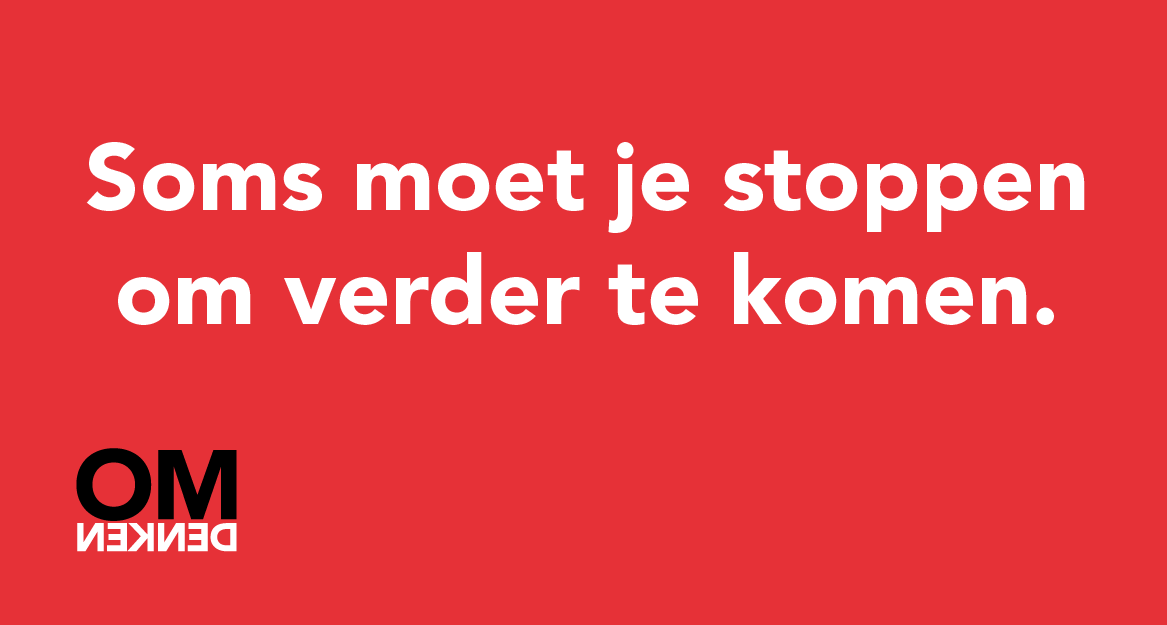 Soms moet je stoppen
om verder te komen.
OM
DENKEN